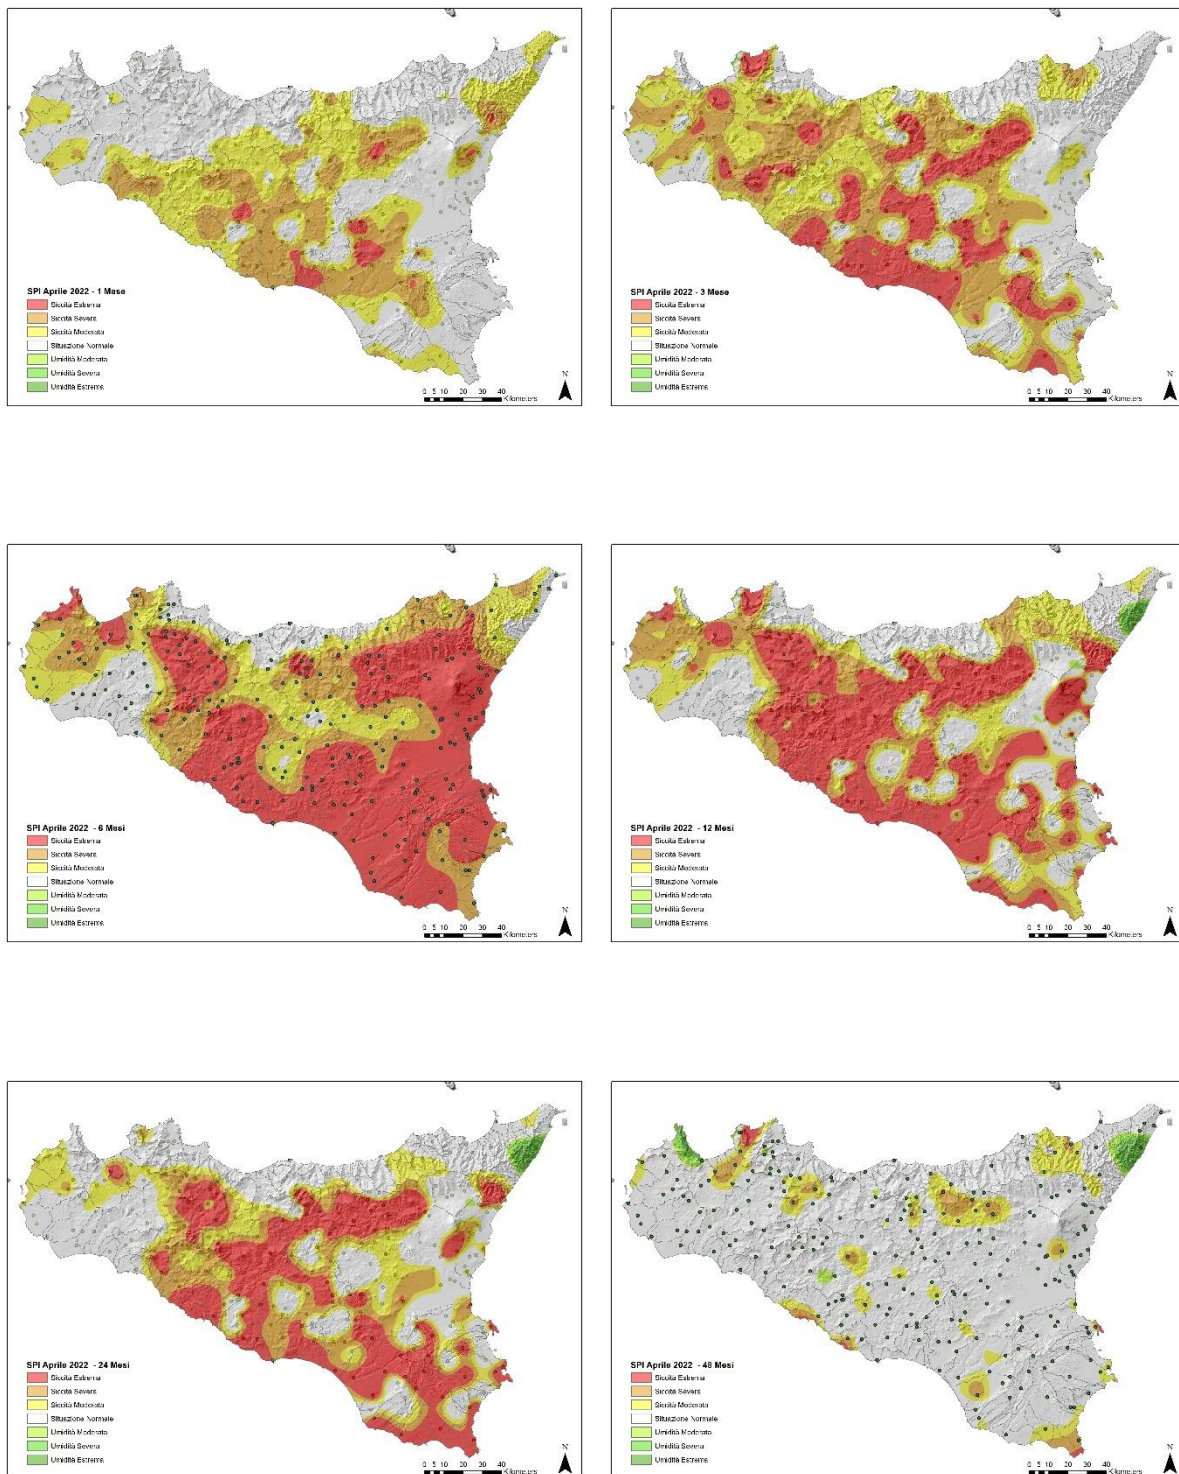 SPI Aprile 2022 - 1 Mese
Siccità Estrema
Siccità Severa
Siccità Moderata
Situazione Normale
Umidità Moderata
Umidità Severa
Umidità Estrema
0 5 10 20 30 40
Kilometers
N
SPI Aprile 2022 - 3 Mese
Siccità Estrema
Siccità Severa
Siccità Moderata
Situazione Normale
Umidità Moderata
Umidità Severa
Umidità Estrema
0 5 10 20 30 40
Kilometers
N
SPI Aprile 2022 - 6 Mesi
Siccità Estrema
Siccità Severa
Siccità Moderata
Situazione Normale
Umidità Moderata
Umidità Severa
Umidità Estrema
0 5 10 20 30 40
Kilometers
N
SPI Aprile 2022 - 12 Mesi
Siccità Estrema
Siccità Severa
Siccità Moderata
Situazione Normale
Umidità Moderata
Umidità Severa
Umidità Estrema
0 5 10 20 30 40
Kilometers
N
SPI Aprile 2022 - 24 Mesi
Siccità Estrema
Siccità Severa
Siccità Moderata
Situazione Normale
Umidità Moderata
Umidità Severa
Umidità Estrema
0 5 10 20 30 40
Kilometers
N
SPI Aprile 2022 - 48 Mesi
Siccità Estrema
Siccità Severa
Siccità Moderata
Situazione Normale
Umidità Moderata
Umidità Severa
Umidità Estrema
0 5 10 20 30 40
Kilometers
N